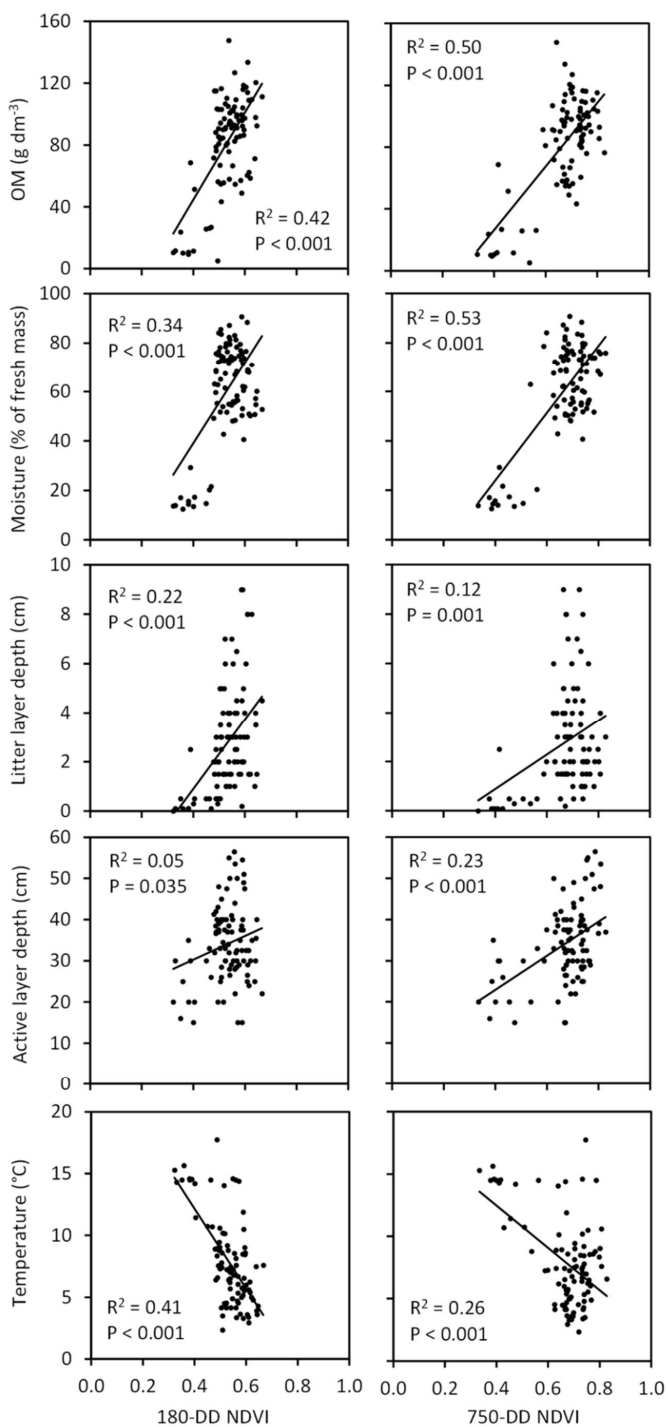 160
120
80
40
0
OM (g dm⁻³)
R² = 0.42
P < 0.001
R² = 0.50
P < 0.001
100
80
60
40
20
0
Moisture (% of fresh mass)
R² = 0.34
P < 0.001
R² = 0.53
P < 0.001
10
8
6
4
2
0
Litter layer depth (cm)
R² = 0.22
P < 0.001
R² = 0.12
P = 0.001
60
50
40
30
20
10
0
Active layer depth (cm)
R² = 0.05
P = 0.035
R² = 0.23
P < 0.001
20
15
10
5
0
Temperature (°C)
R² = 0.41
P < 0.001
R² = 0.26
P < 0.001
0.0 0.2 0.4 0.6 0.8 1.0
0.0 0.2 0.4 0.6 0.8 1.0
180-DD NDVI
750-DD NDVI